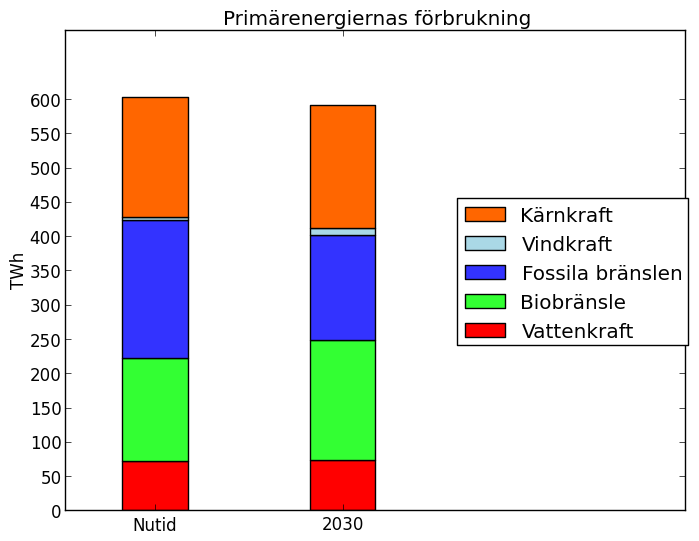 Primärenergiernas förbrukning
600
550
500
450
400
350
300
250
200
150
100
50
0
TWh
Nutid 2030
Kärnkraft
Vindkraft
Fossila bränslen
Biobränsle
Vattenkraft